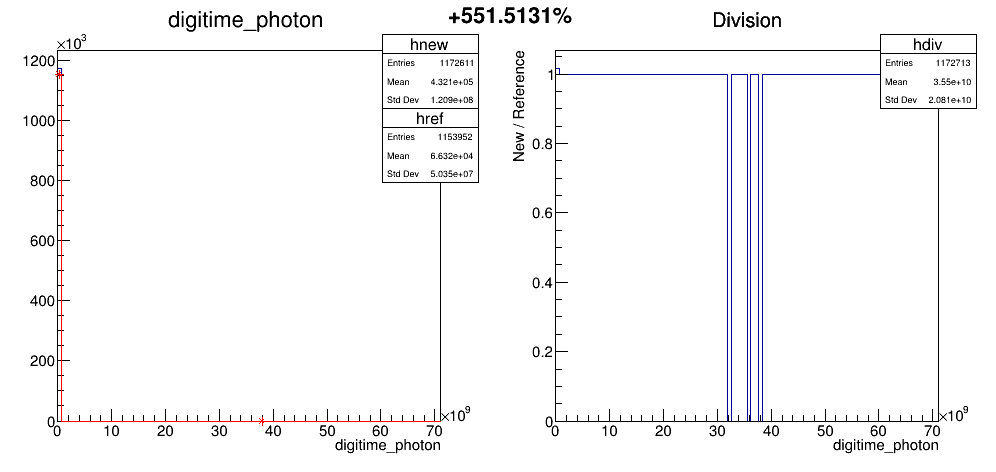 +551.5131%
digitime_photon
×10³
hnew
Entries 1172611
Mean 4.321e+05
Std Dev 1.209e+08
href
Entries 1153952
Mean 6.632e+04
Std Dev 5.035e+07
1200
1000
800
600
400
200
0
0 10 20 30 40 50 60 70
×10⁹
digitime_photon
Division
hdiv
Entries 1172713
Mean 3.55e+10
Std Dev 2.081e+10
New / Reference
1
0.8
0.6
0.4
0.2
0
0 10 20 30 40 50 60 70
×10⁹
digitime_photon